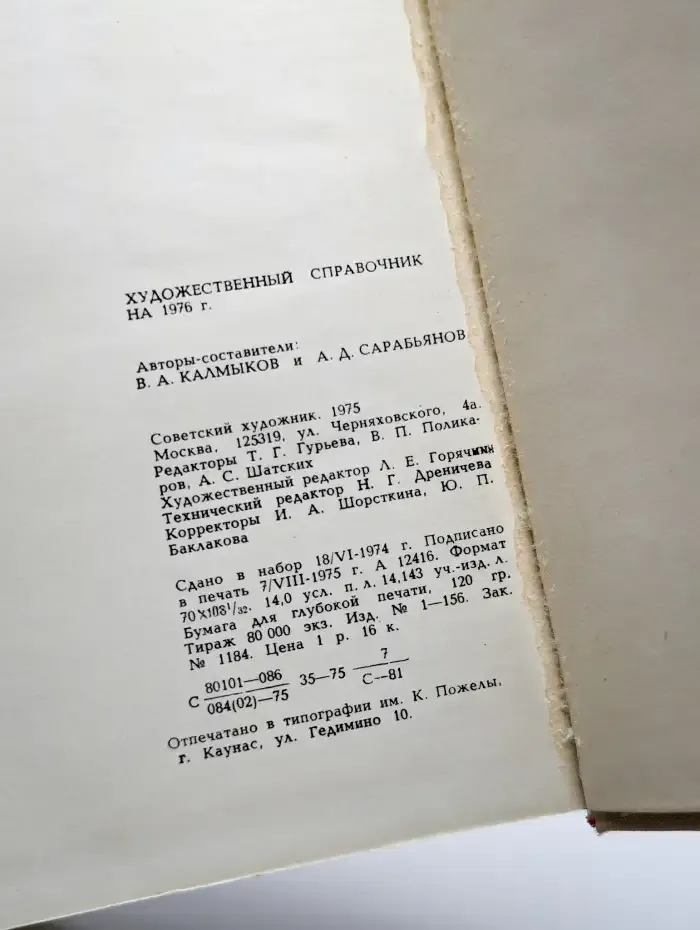 ХУДОЖЕСТВЕННЫЙ СПРАВОЧНИК
НА 1976 г.
Авторы-составители:
В. А. КАЛМЫКОВ и А. Д. САРАБЬЯНОВ
Советский художник. 1975
Москва, 125319, ул. Черняховского, 4а.
Редакторы Т. Г. Гурьева, В. П. Полика-
ров, А. С. Шатских
Художественный редактор Л. Е. Горячкин
Технический редактор Н. Г. Дреничева
Корректоры И. А. Шорсткина, Ю. П.
Баклакова
Сдано в набор 18/VI-1974 г. Подписано
в печать 7/VIII-1975 г. А 12416. Формат
70×108 1/32. 14,0 усл. п. л. 14,143 уч.-изд. л.
Бумага для глубокой печати, 120 гр.
Тираж 80 000 экз. Изд. № 1—156. Зак.
№ 1184. Цена 1 р. 16 к.
С 80101—086 / 084(02)—75 35—75 7 / С—81
Отпечатано в типографии им. К. Пожелы,
г. Каунас, ул. Гедимино 10.